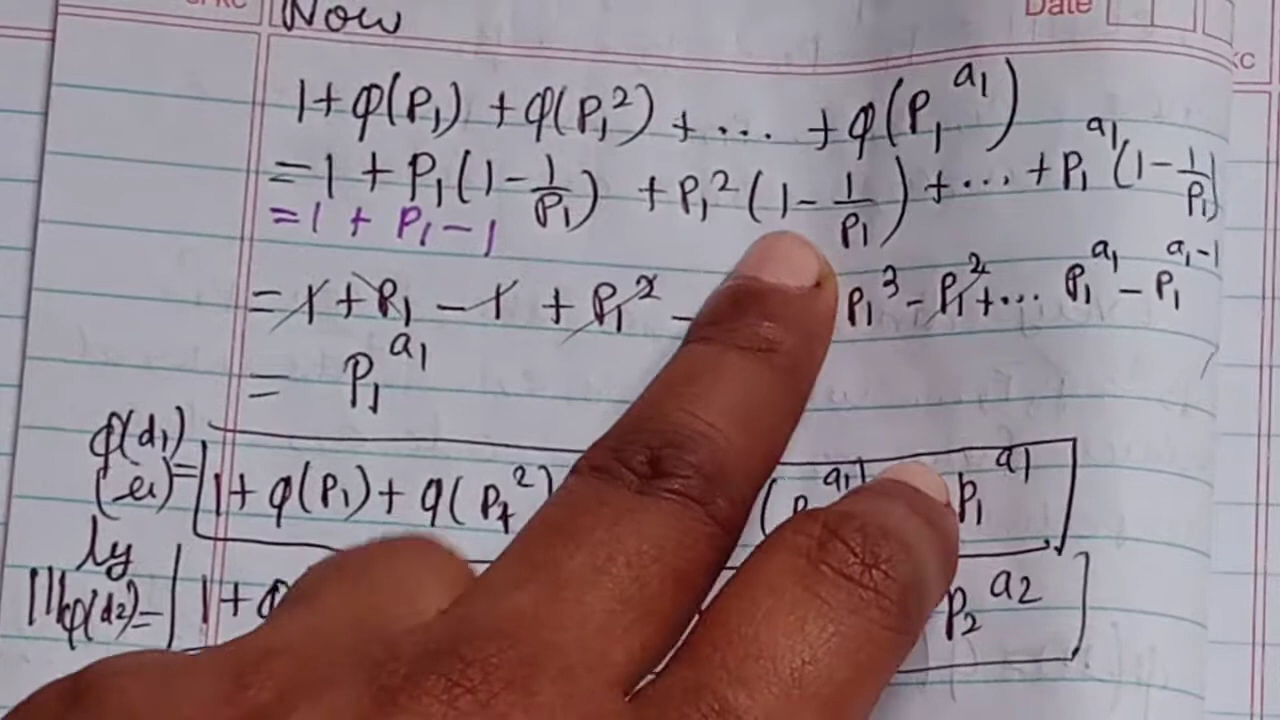 Now
Date
1+φ(P₁) + φ(P₁²) + ... + φ(P₁^a₁)
=1 + P₁(1-1/P₁) + P₁²(1-1/P₁) + ... + P₁^a₁(1-1/P₁)
=1 + P₁-1
= 1 + P₁ - 1 + P₁² - P₁³ - P₁² + ... P₁^a₁ - P₁^a₁-1
= P₁^a₁
φ(d₁)
(ie) = 1+ φ(P₁) + φ(P₁²) P₁^a₁
lly
φ(d₂) = 1+φ P₂^a₂